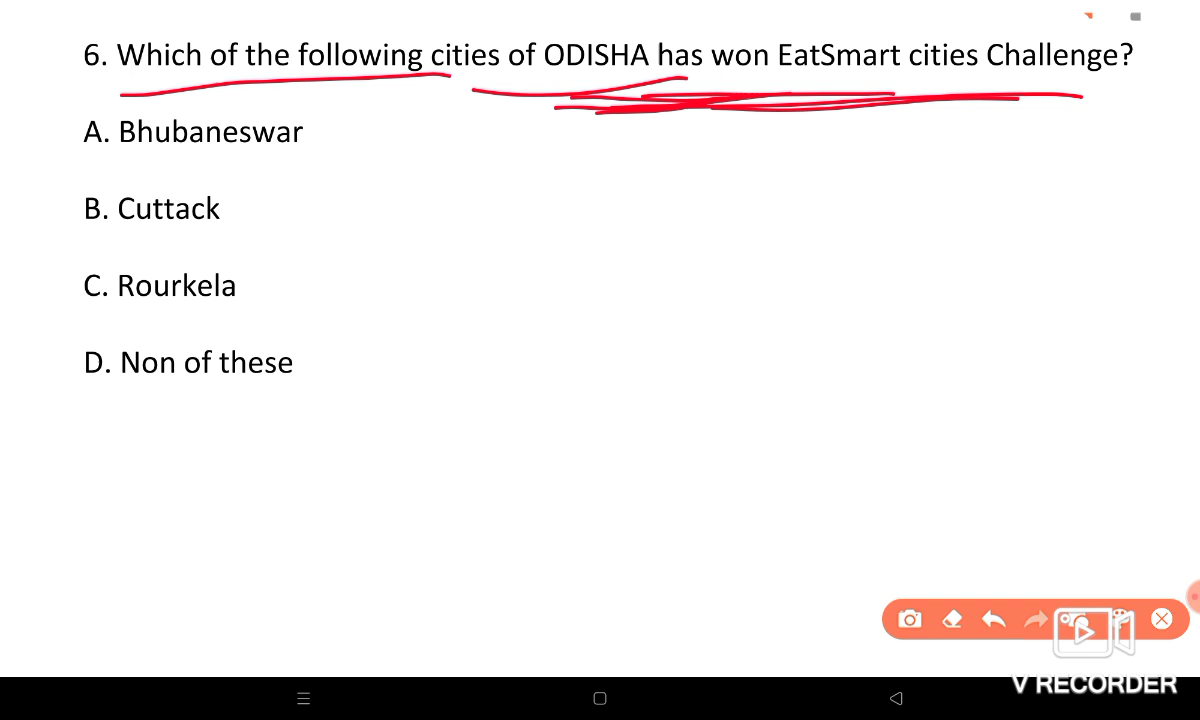 6. Which of the following cities of ODISHA has won EatSmart cities Challenge?
A. Bhubaneswar
B. Cuttack
C. Rourkela
D. Non of these
V RECORDER